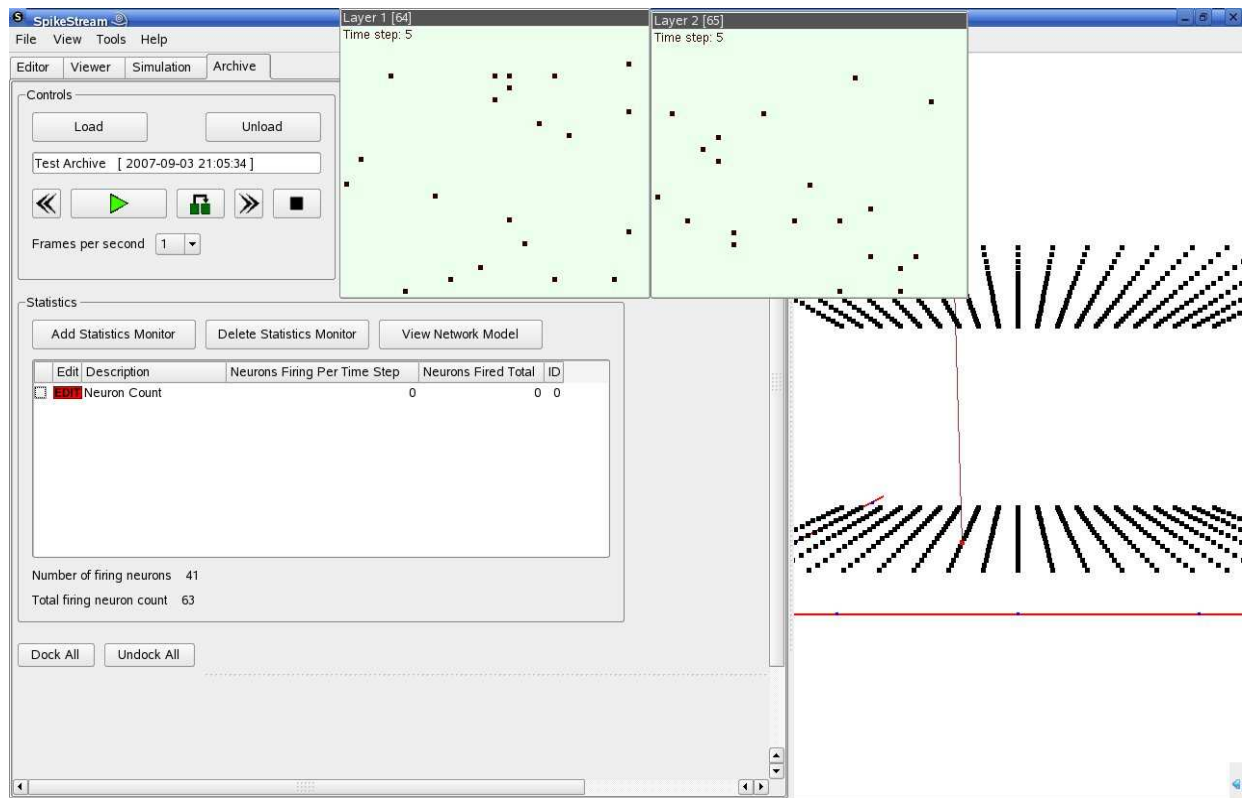 SpikeStream
File View Tools Help
Editor Viewer Simulation Archive
Layer 1 [64]
Time step: 5
Layer 2 [65]
Time step: 5
Controls
Load Unload
Test Archive [ 2007-09-03 21:05:34 ]
Frames per second 1
Statistics
Add Statistics Monitor Delete Statistics Monitor View Network Model
Edit Description Neurons Firing Per Time Step Neurons Fired Total ID
EDIT Neuron Count 0 0 0
Number of firing neurons 41
Total firing neuron count 63
Dock All Undock All